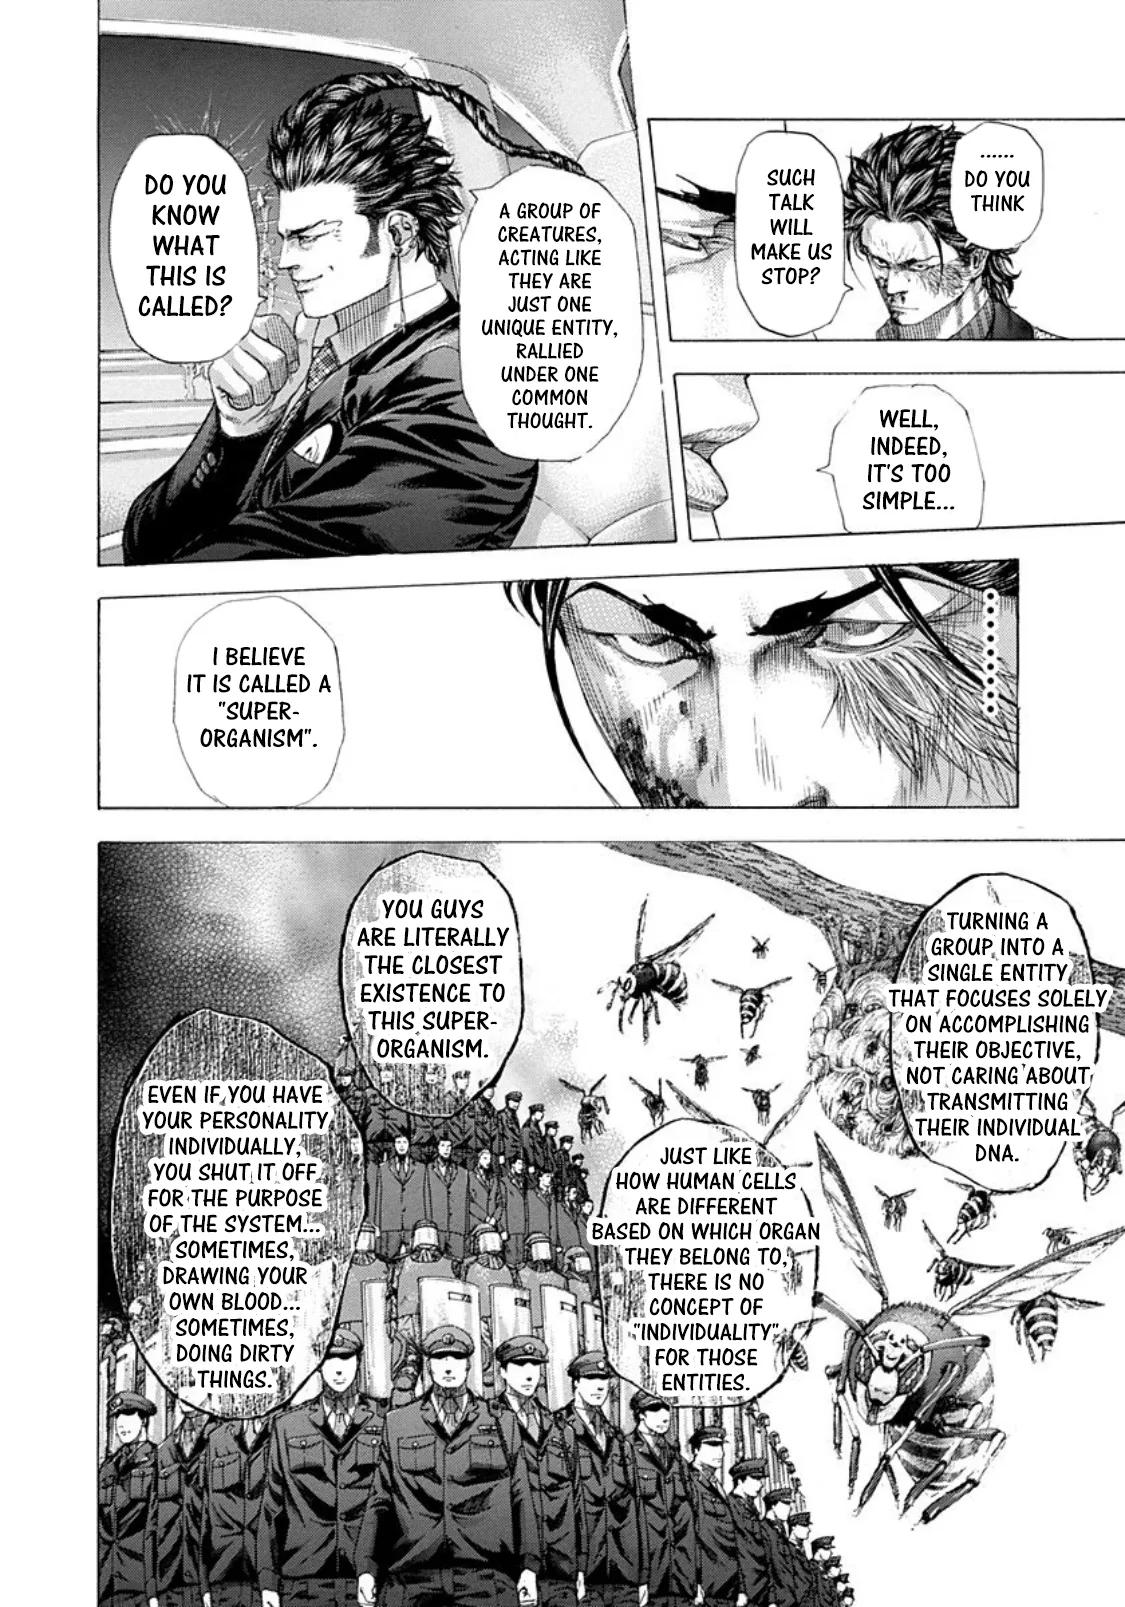 ......
DO YOU
THINK
SUCH
TALK
WILL
MAKE US
STOP?
WELL,
INDEED,
IT'S TOO
SIMPLE...
A GROUP OF
CREATURES,
ACTING LIKE
THEY ARE
JUST ONE
UNIQUE ENTITY,
RALLIED
UNDER ONE
COMMON
THOUGHT.
DO YOU
KNOW
WHAT
THIS IS
CALLED?
I BELIEVE
IT IS CALLED A
"SUPER-
ORGANISM".
TURNING A
GROUP INTO A
SINGLE ENTITY
THAT FOCUSES SOLELY
ON ACCOMPLISHING
THEIR OBJECTIVE,
NOT CARING ABOUT
TRANSMITTING
THEIR INDIVIDUAL
DNA.
JUST LIKE
HOW HUMAN CELLS
ARE DIFFERENT
BASED ON WHICH ORGAN
THEY BELONG TO,
THERE IS NO
CONCEPT OF
"INDIVIDUALITY"
FOR THOSE
ENTITIES.
YOU GUYS
ARE LITERALLY
THE CLOSEST
EXISTENCE TO
THIS SUPER-
ORGANISM.
EVEN IF YOU HAVE
YOUR PERSONALITY
INDIVIDUALLY,
YOU SHUT IT OFF
FOR THE PURPOSE
OF THE SYSTEM...
SOMETIMES,
DRAWING YOUR
OWN BLOOD...
SOMETIMES,
DOING DIRTY
THINGS.